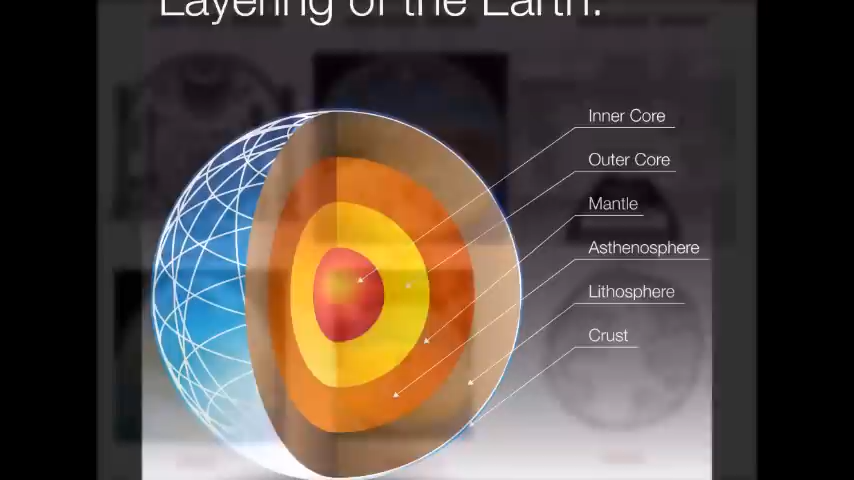 Layering of the Earth.
Inner Core
Outer Core
Mantle
Asthenosphere
Lithosphere
Crust